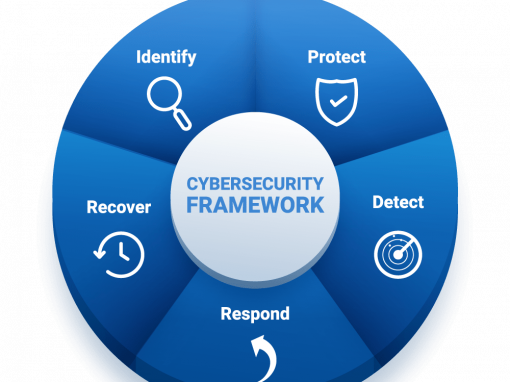 Identify
Protect
CYBERSECURITY
FRAMEWORK
Recover
Detect
Respond